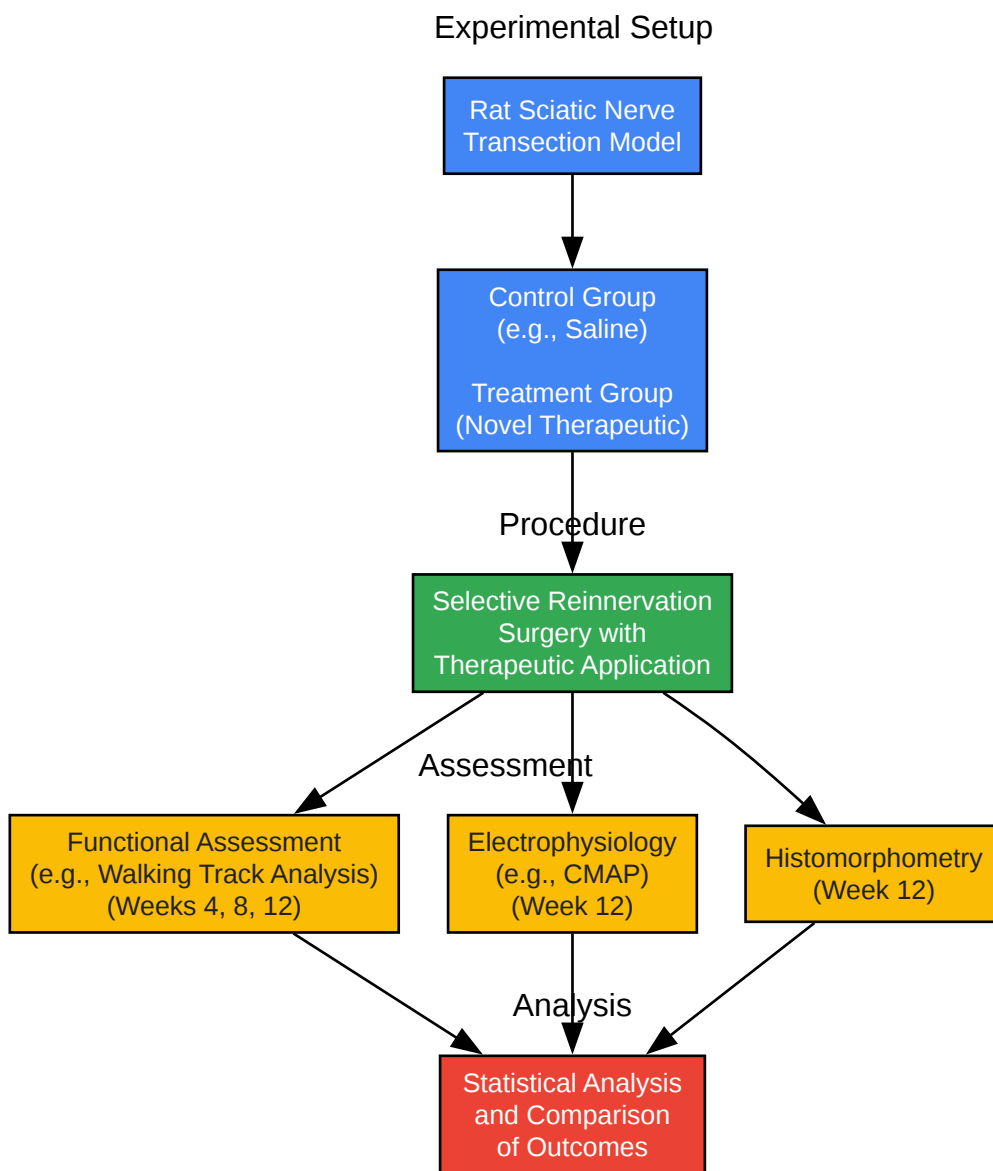 Experimental Setup
Rat Sciatic Nerve
Transection Model
Control Group
(e.g., Saline)
Treatment Group
(Novel Therapeutic)
Procedure
Selective Reinnervation
Surgery with
Therapeutic Application
Assessment
Functional Assessment
(e.g., Walking Track Analysis)
(Weeks 4, 8, 12)
Electrophysiology
(e.g., CMAP)
(Week 12)
Histomorphometry
(Week 12)
Analysis
Statistical Analysis
and Comparison
of Outcomes